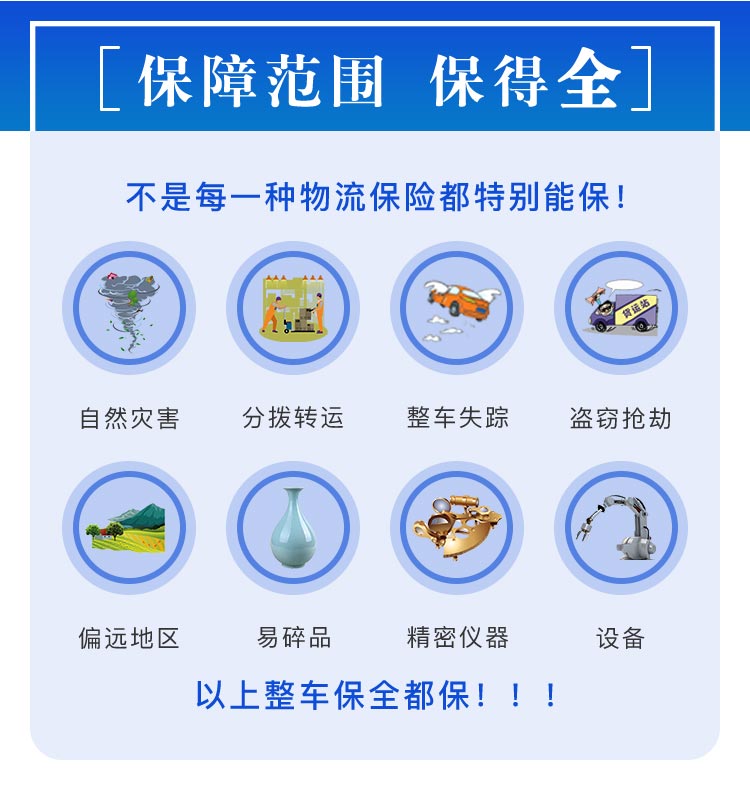 保障范围 保得全
不是每一种物流保险都特别能保！
货运站
自然灾害 分拨转运 整车失踪 盗窃抢劫
偏远地区 易碎品 精密仪器 设备
以上整车保全都保！！！